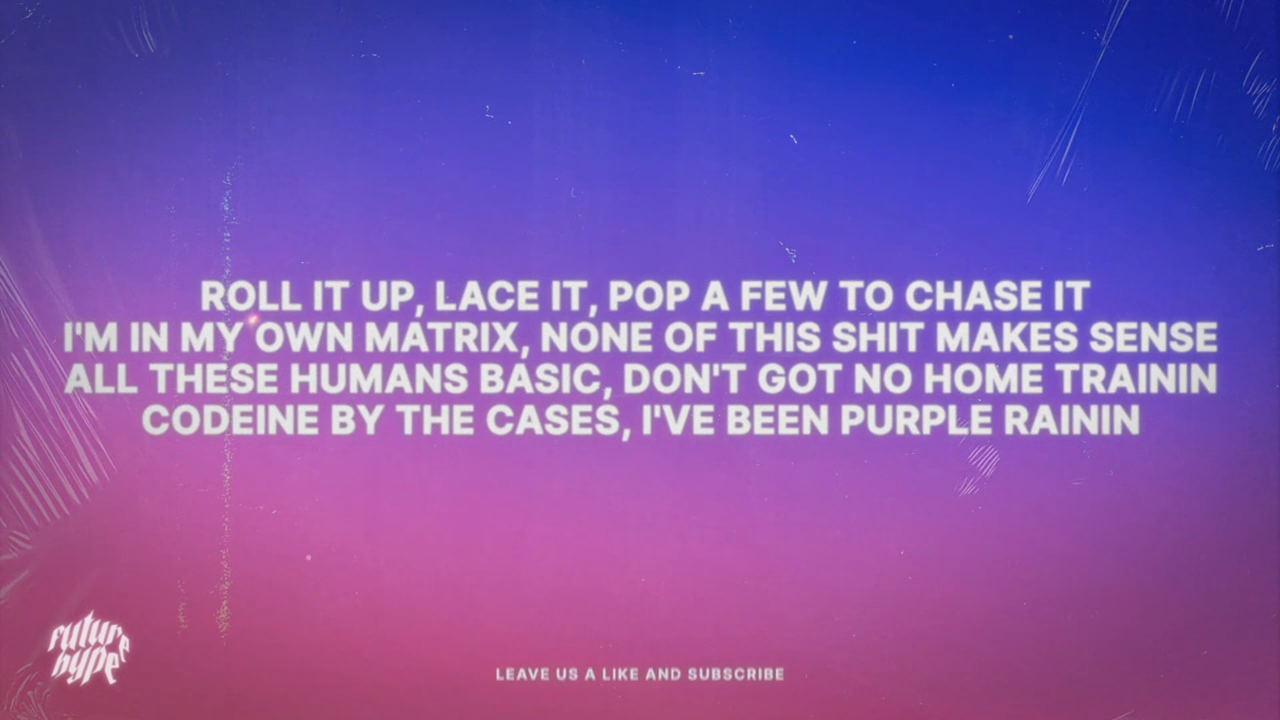 ROLL IT UP, LACE IT, POP A FEW TO CHASE IT
I'M IN MY OWN MATRIX, NONE OF THIS SHIT MAKES SENSE
ALL THESE HUMANS BASIC, DON'T GOT NO HOME TRAININ
CODEINE BY THE CASES, I'VE BEEN PURPLE RAININ
future
hype
LEAVE US A LIKE AND SUBSCRIBE